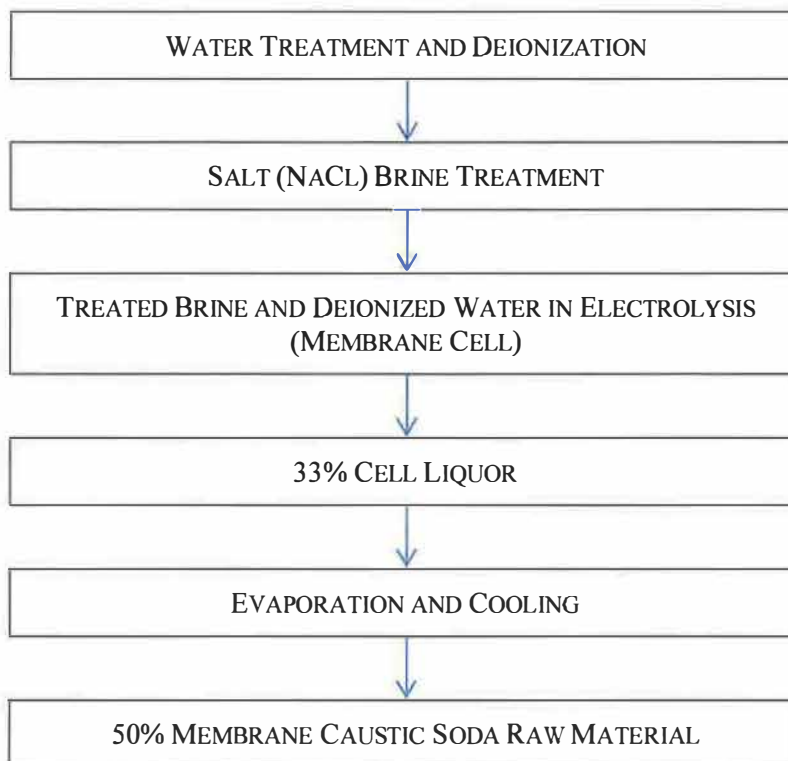 WATER TREATMENT AND DEIONIZATION
SALT (NaCl) BRINE TREATMENT
TREATED BRINE AND DEIONIZED WATER IN ELECTROLYSIS
(MEMBRANE CELL)
33% CELL LIQUOR
EVAPORATION AND COOLING
50% MEMBRANE CAUSTIC SODA RAW MATERIAL